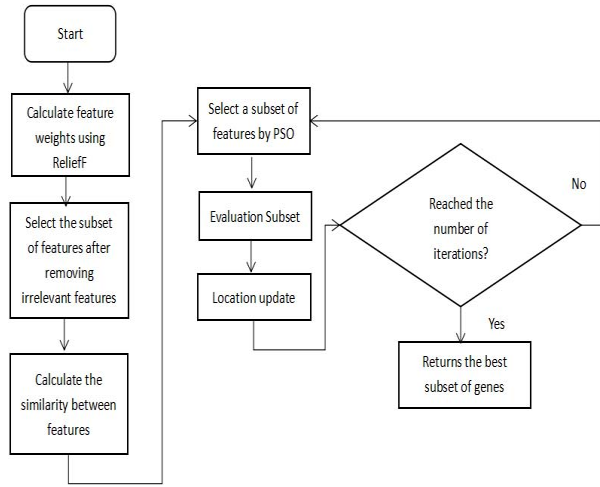 Start
Calculate feature
weights using
ReliefF
Select the subset
of features after
removing
irrelevant features
Calculate the
similarity between
features
Select a subset of
features by PSO
Evaluation Subset
Location update
Reached the
number of
iterations?
No
Yes
Returns the best
subset of genes